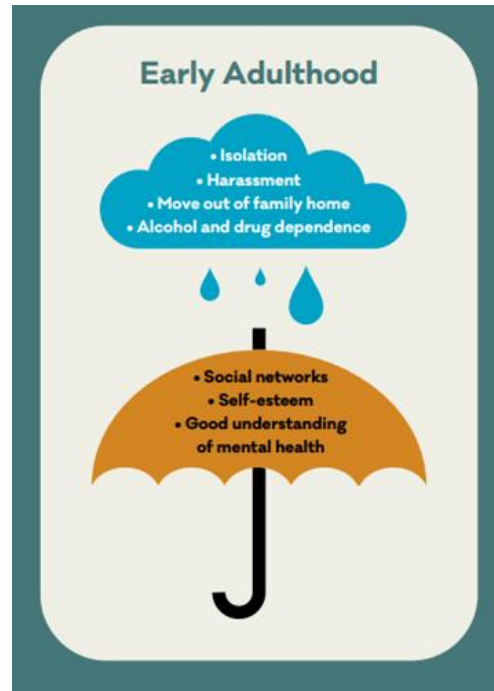 Early Adulthood
• Isolation
• Harassment
• Move out of family home
• Alcohol and drug dependence
• Social networks
• Self-esteem
• Good understanding
of mental health